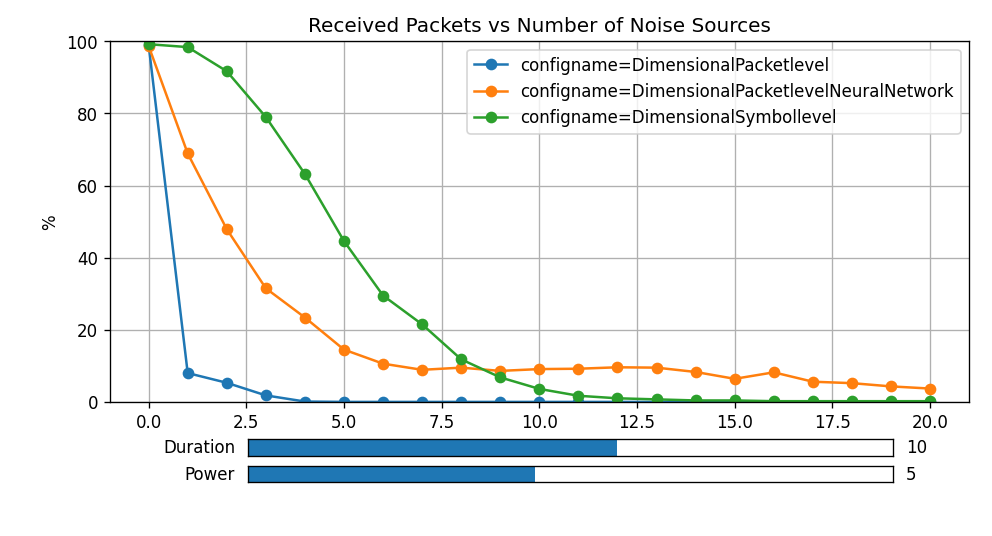 Received Packets vs Number of Noise Sources
configname=DimensionalPacketlevel
configname=DimensionalPacketlevelNeuralNetwork
configname=DimensionalSymbollevel
%
100
80
60
40
20
0
0.0 2.5 5.0 7.5 10.0 12.5 15.0 17.5 20.0
Duration 10
Power 5